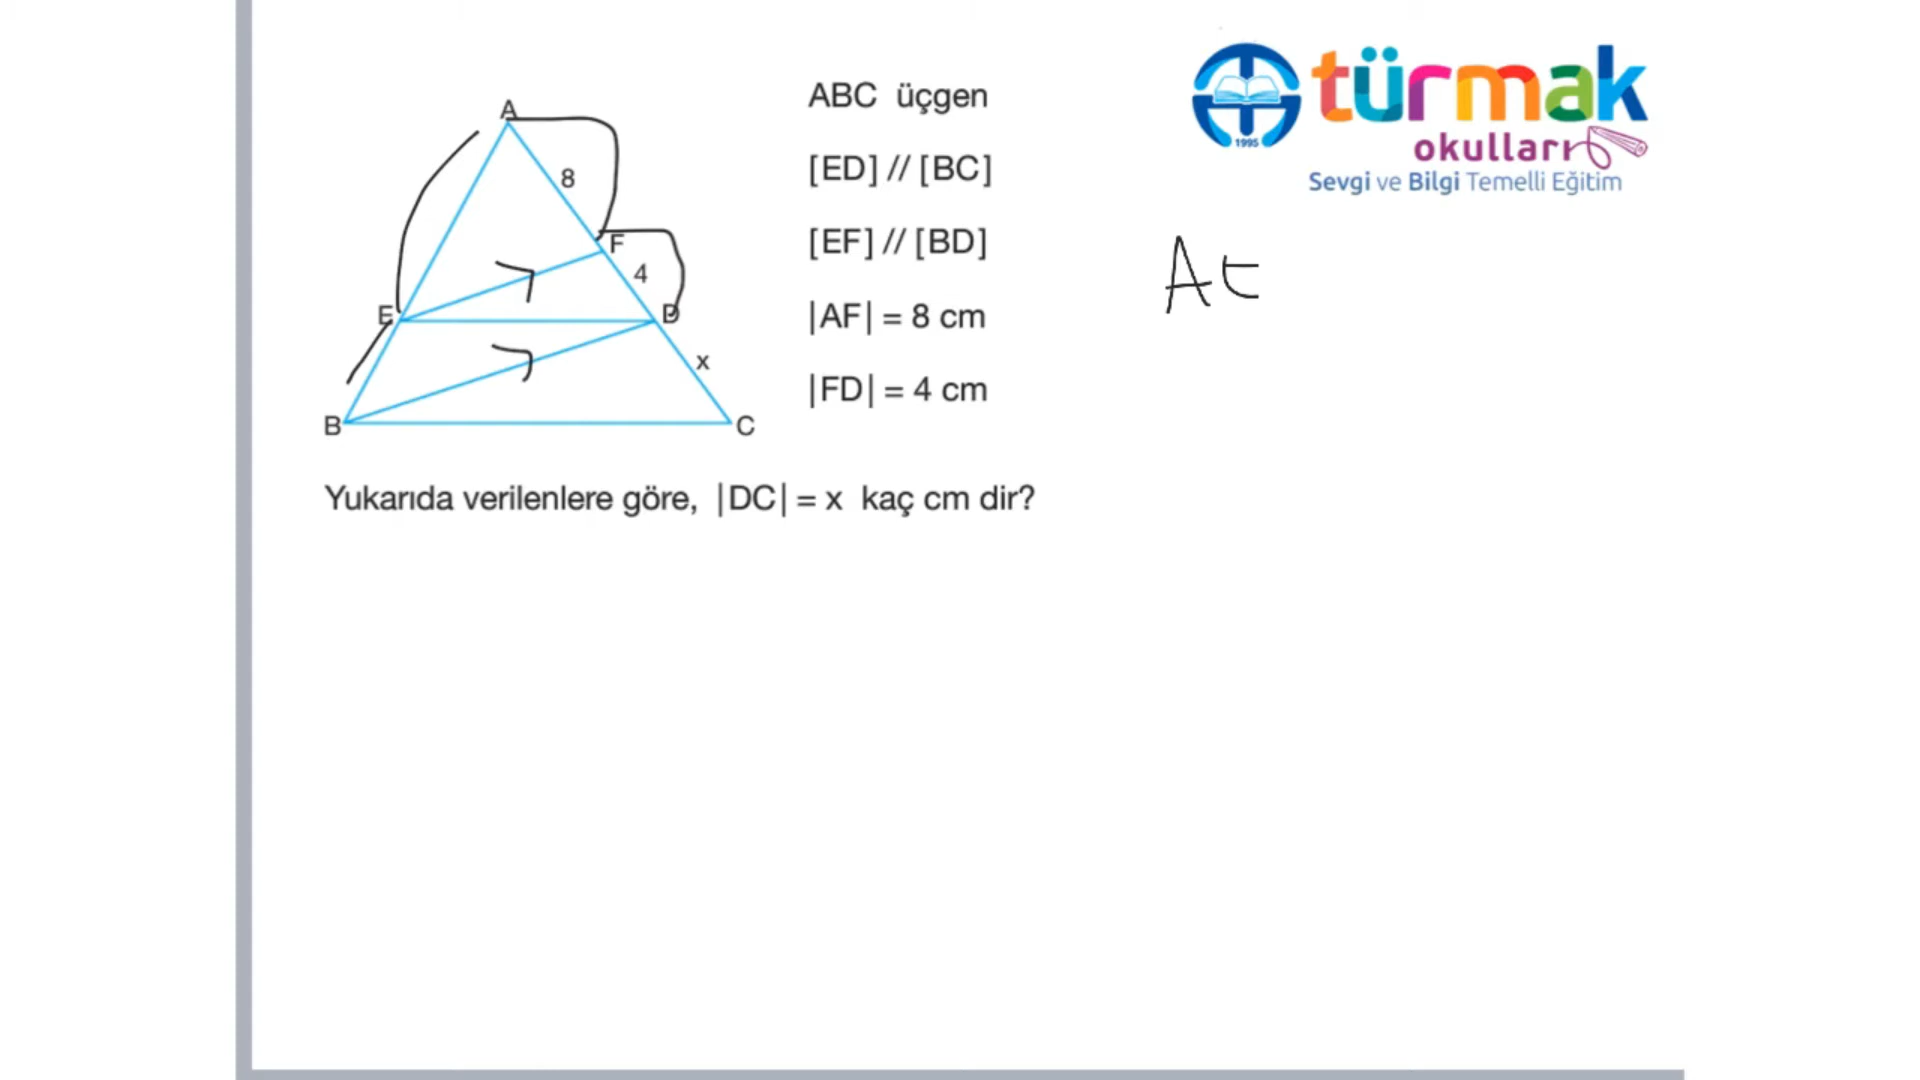 türmak
okulları
1995
Sevgi ve Bilgi Temelli Eğitim
A
8
F
4
E
D
x
B
C
ABC üçgen
[ED] // [BC]
[EF] // [BD]
|AF| = 8 cm
|FD| = 4 cm
AE
Yukarıda verilenlere göre, |DC| = x kaç cm dir?